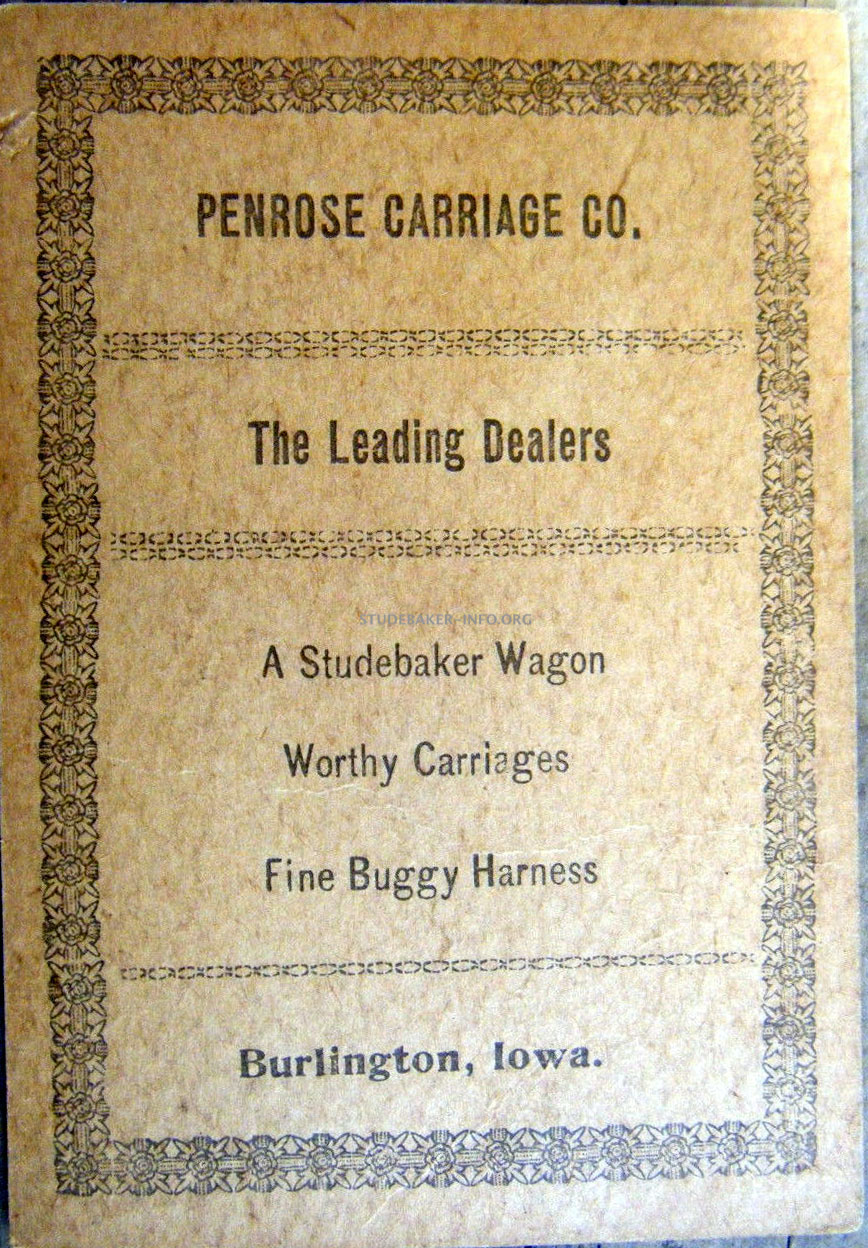 PENROSE CARRIAGE CO.
The Leading Dealers
STUDEBAKER-INFO.ORG
A Studebaker Wagon
Worthy Carriages
Fine Buggy Harness
Burlington, Iowa.